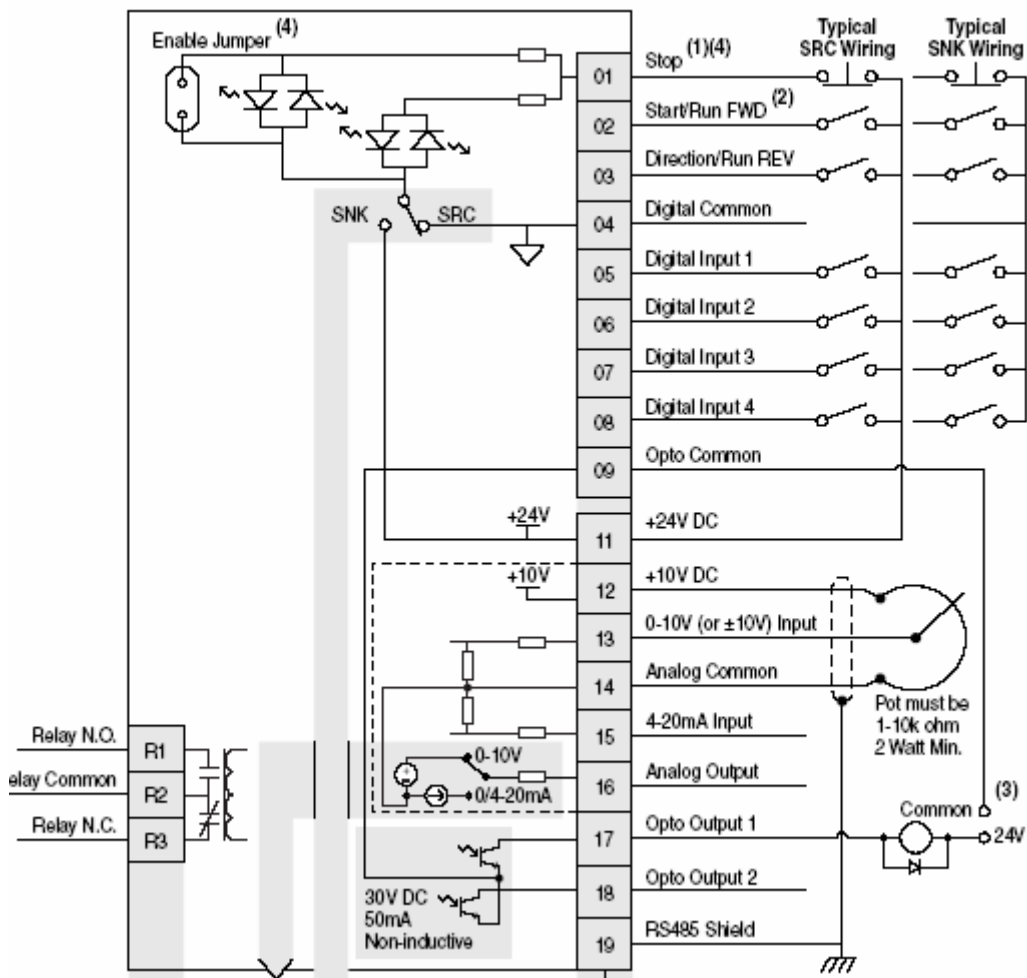 Enable Jumper (4)
Typical
SRC Wiring
Typical
SNK Wiring
01
Stop (1)(4)
02
Start/Run FWD (2)
03
Direction/Run REV
SNK
SRC
04
Digital Common
05
Digital Input 1
06
Digital Input 2
07
Digital Input 3
08
Digital Input 4
09
Opto Common
+24V
11
+24V DC
+10V
12
+10V DC
13
0-10V (or ±10V) Input
14
Analog Common
Pot must be
1-10k ohm
2 Watt Min.
15
4-20mA Input
Relay N.O.
R1
elay Common
R2
Relay N.C.
R3
0-10V
0/4-20mA
16
Analog Output
(3)
Common
24V
17
Opto Output 1
18
Opto Output 2
30V DC
50mA
Non-inductive
19
RS485 Shield